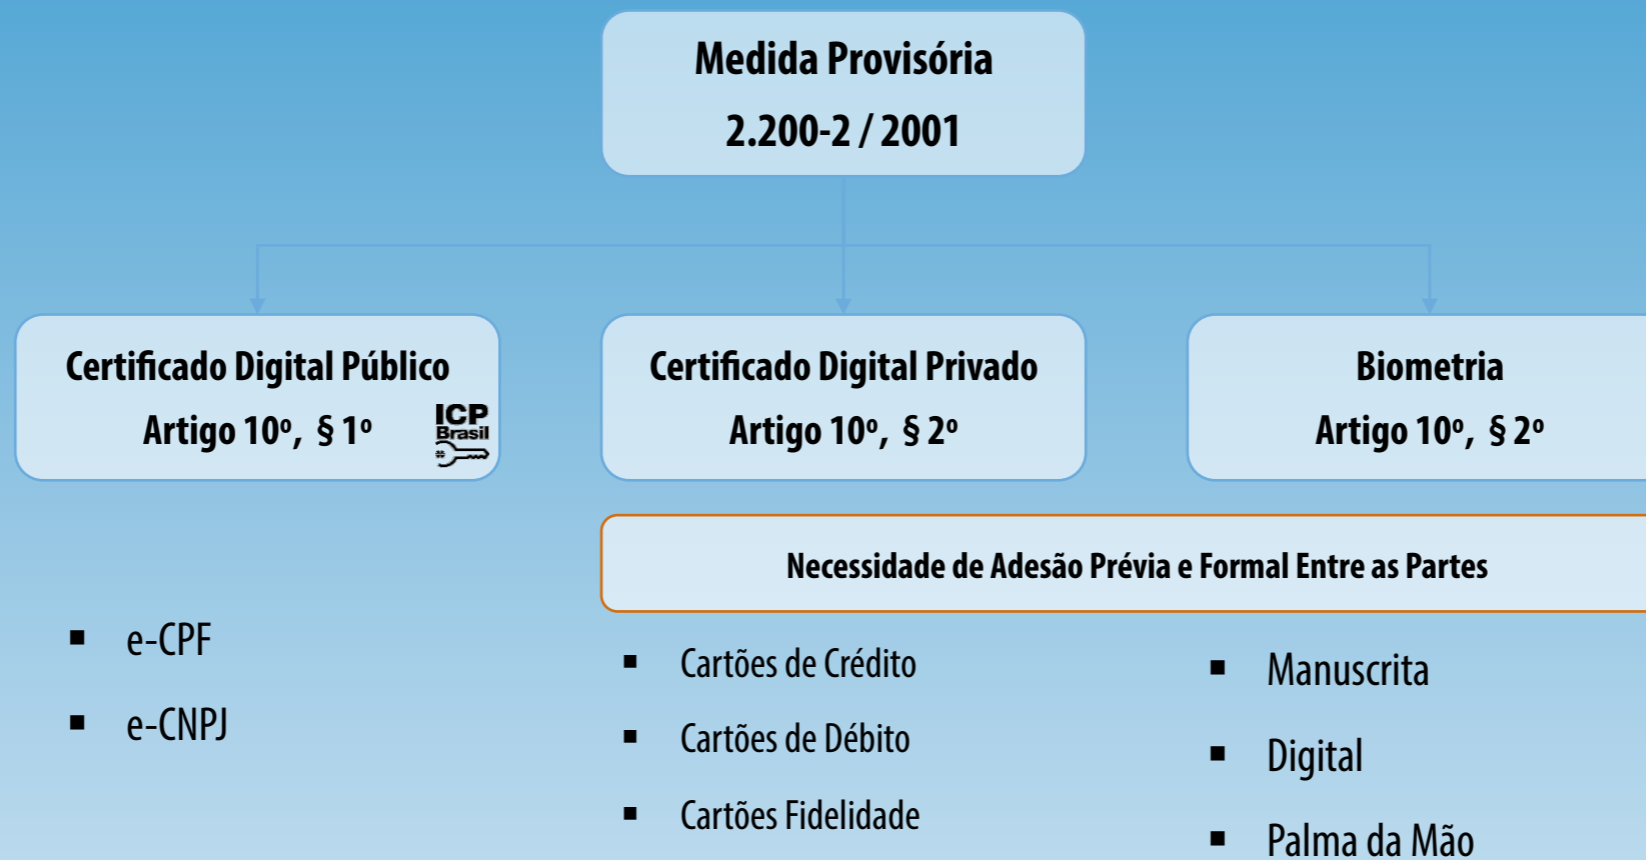 Medida Provisória
2.200-2 / 2001
Certificado Digital Público
Artigo 10º, § 1º
ICP
Brasil
Certificado Digital Privado
Artigo 10º, § 2º
Biometria
Artigo 10º, § 2º
Necessidade de Adesão Prévia e Formal Entre as Partes
▪ e-CPF
▪ e-CNPJ
▪ Cartões de Crédito
▪ Cartões de Débito
▪ Cartões Fidelidade
▪ Manuscrita
▪ Digital
▪ Palma da Mão